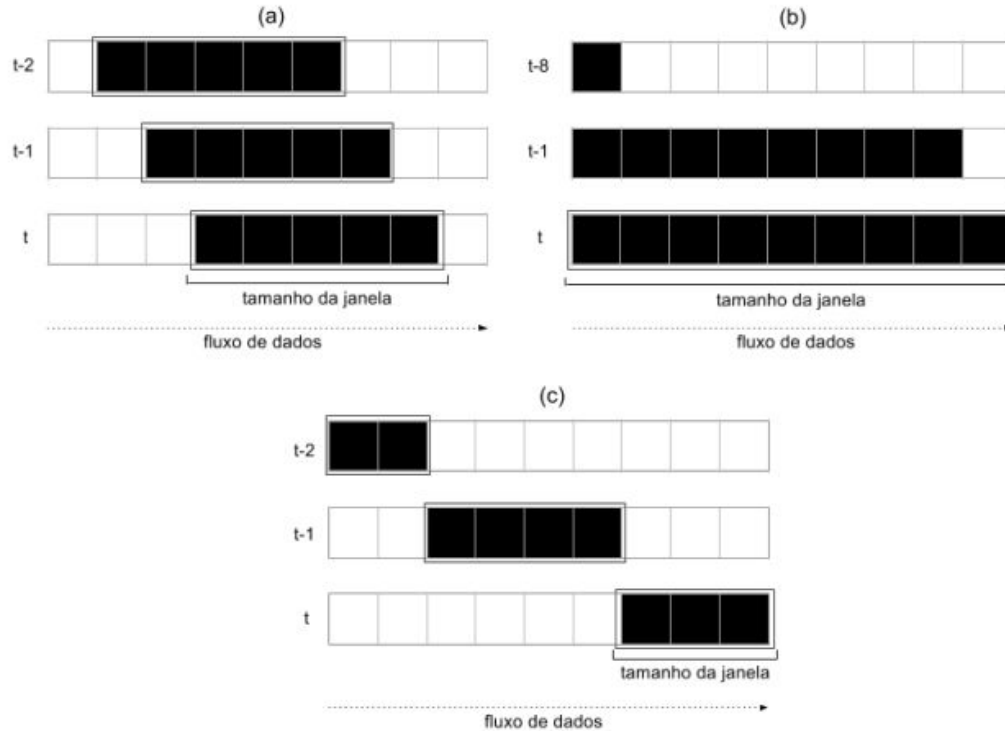 (a)
t-2
t-1
t
tamanho da janela
fluxo de dados
(b)
t-8
t-1
t
tamanho da janela
fluxo de dados
(c)
t-2
t-1
t
tamanho da janela
fluxo de dados